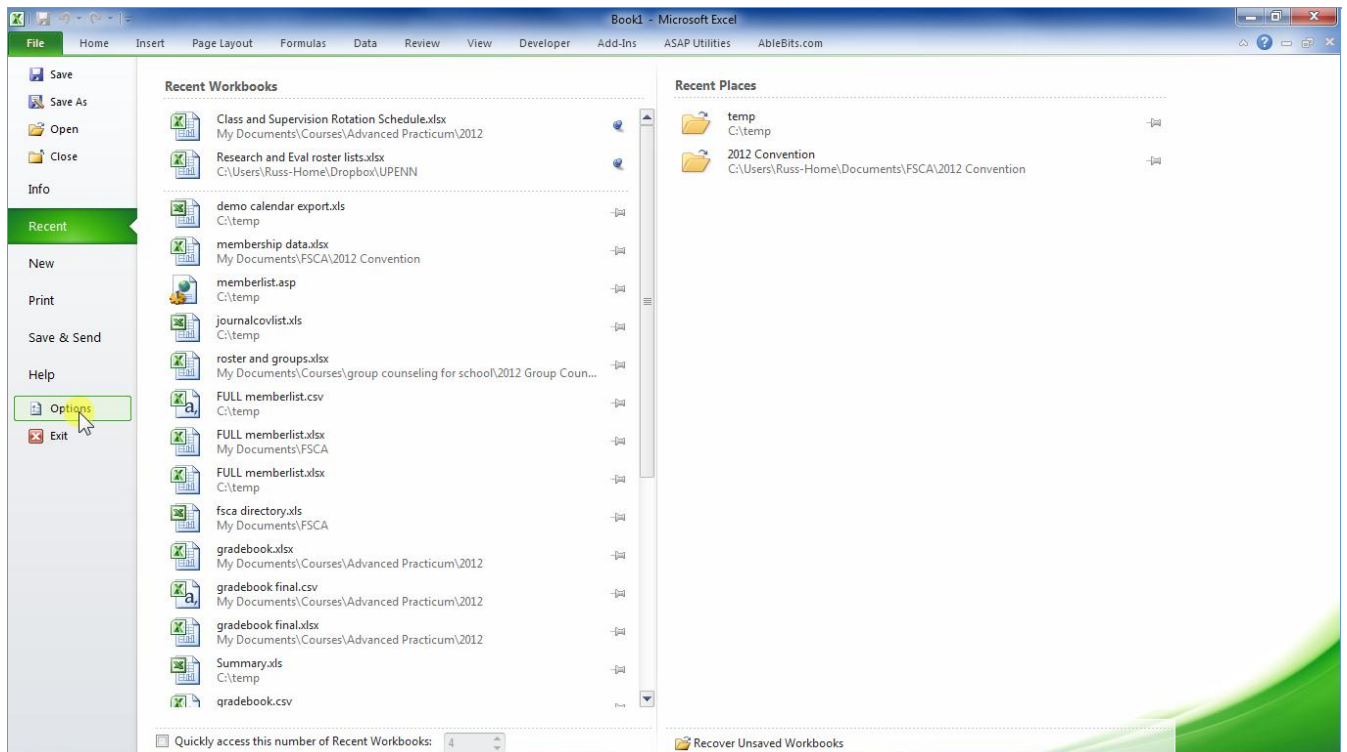 Book1 - Microsoft Excel
File Home Insert Page Layout Formulas Data Review View Developer Add-Ins ASAP Utilities AbleBits.com
Save
Save As
Open
Close
Info
Recent
New
Print
Save & Send
Help
Options
Exit
Recent Workbooks
Class and Supervision Rotation Schedule.xlsx
My Documents\Courses\Advanced Practicum\2012
Research and Eval roster lists.xlsx
C:\Users\Russ-Home\Dropbox\UPENN
demo calendar export.xls
C:\temp
membership data.xlsx
My Documents\FSCA\2012 Convention
memberlist.asp
C:\temp
journalcovlist.xls
C:\temp
roster and groups.xlsx
My Documents\Courses\group counseling for school\2012 Group Coun...
FULL memberlist.csv
C:\temp
FULL memberlist.xlsx
My Documents\FSCA
FULL memberlist.xlsx
C:\temp
fsca directory.xls
My Documents\FSCA
gradebook.xlsx
My Documents\Courses\Advanced Practicum\2012
gradebook final.csv
My Documents\Courses\Advanced Practicum\2012
gradebook final.xlsx
My Documents\Courses\Advanced Practicum\2012
Summary.xls
C:\temp
gradebook.csv
Quickly access this number of Recent Workbooks: 4
Recent Places
temp
C:\temp
2012 Convention
C:\Users\Russ-Home\Documents\FSCA\2012 Convention
Recover Unsaved Workbooks